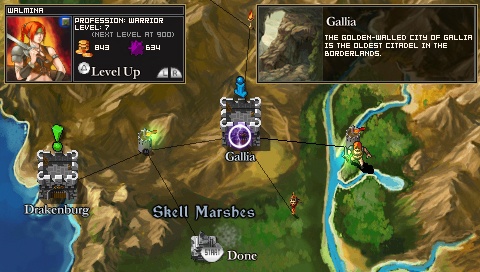 WALMINA
PROFESSION: WARRIOR
LEVEL: 7
(NEXT LEVEL AT 900)
843
634
A Level Up
L R
Gallia
THE GOLDEN-WALLED CITY OF GALLIA
IS THE OLDEST CITADEL IN THE
BORDERLANDS.
Gallia
Drakenburg
Skell Marshes
START
Done